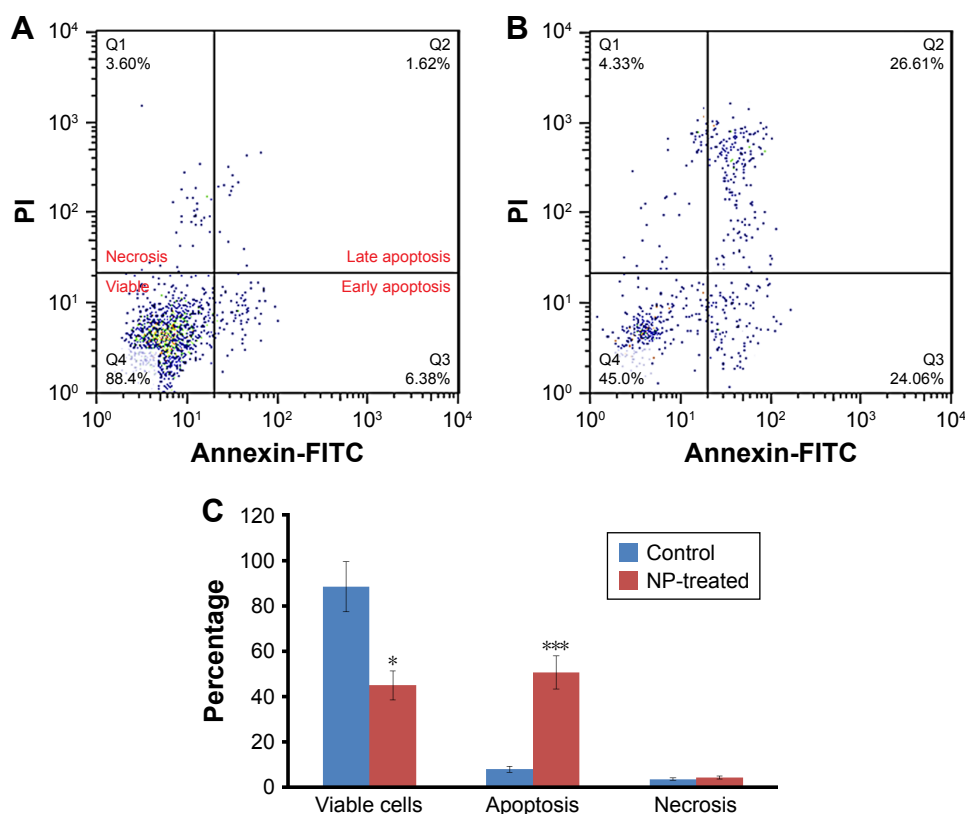 A
10⁴
10³
10²
10¹
10⁰
PI
Q1
3.60%
Q2
1.62%
Necrosis
Late apoptosis
Viable
Early apoptosis
Q4
88.4%
Q3
6.38%
10⁰
10¹
10²
10³
10⁴
Annexin-FITC
B
10⁴
10³
10²
10¹
10⁰
PI
Q1
4.33%
Q2
26.61%
Q4
45.0%
Q3
24.06%
10⁰
10¹
10²
10³
10⁴
Annexin-FITC
C
120
100
80
60
40
20
0
Percentage
Control
NP-treated
*
***
Viable cells
Apoptosis
Necrosis